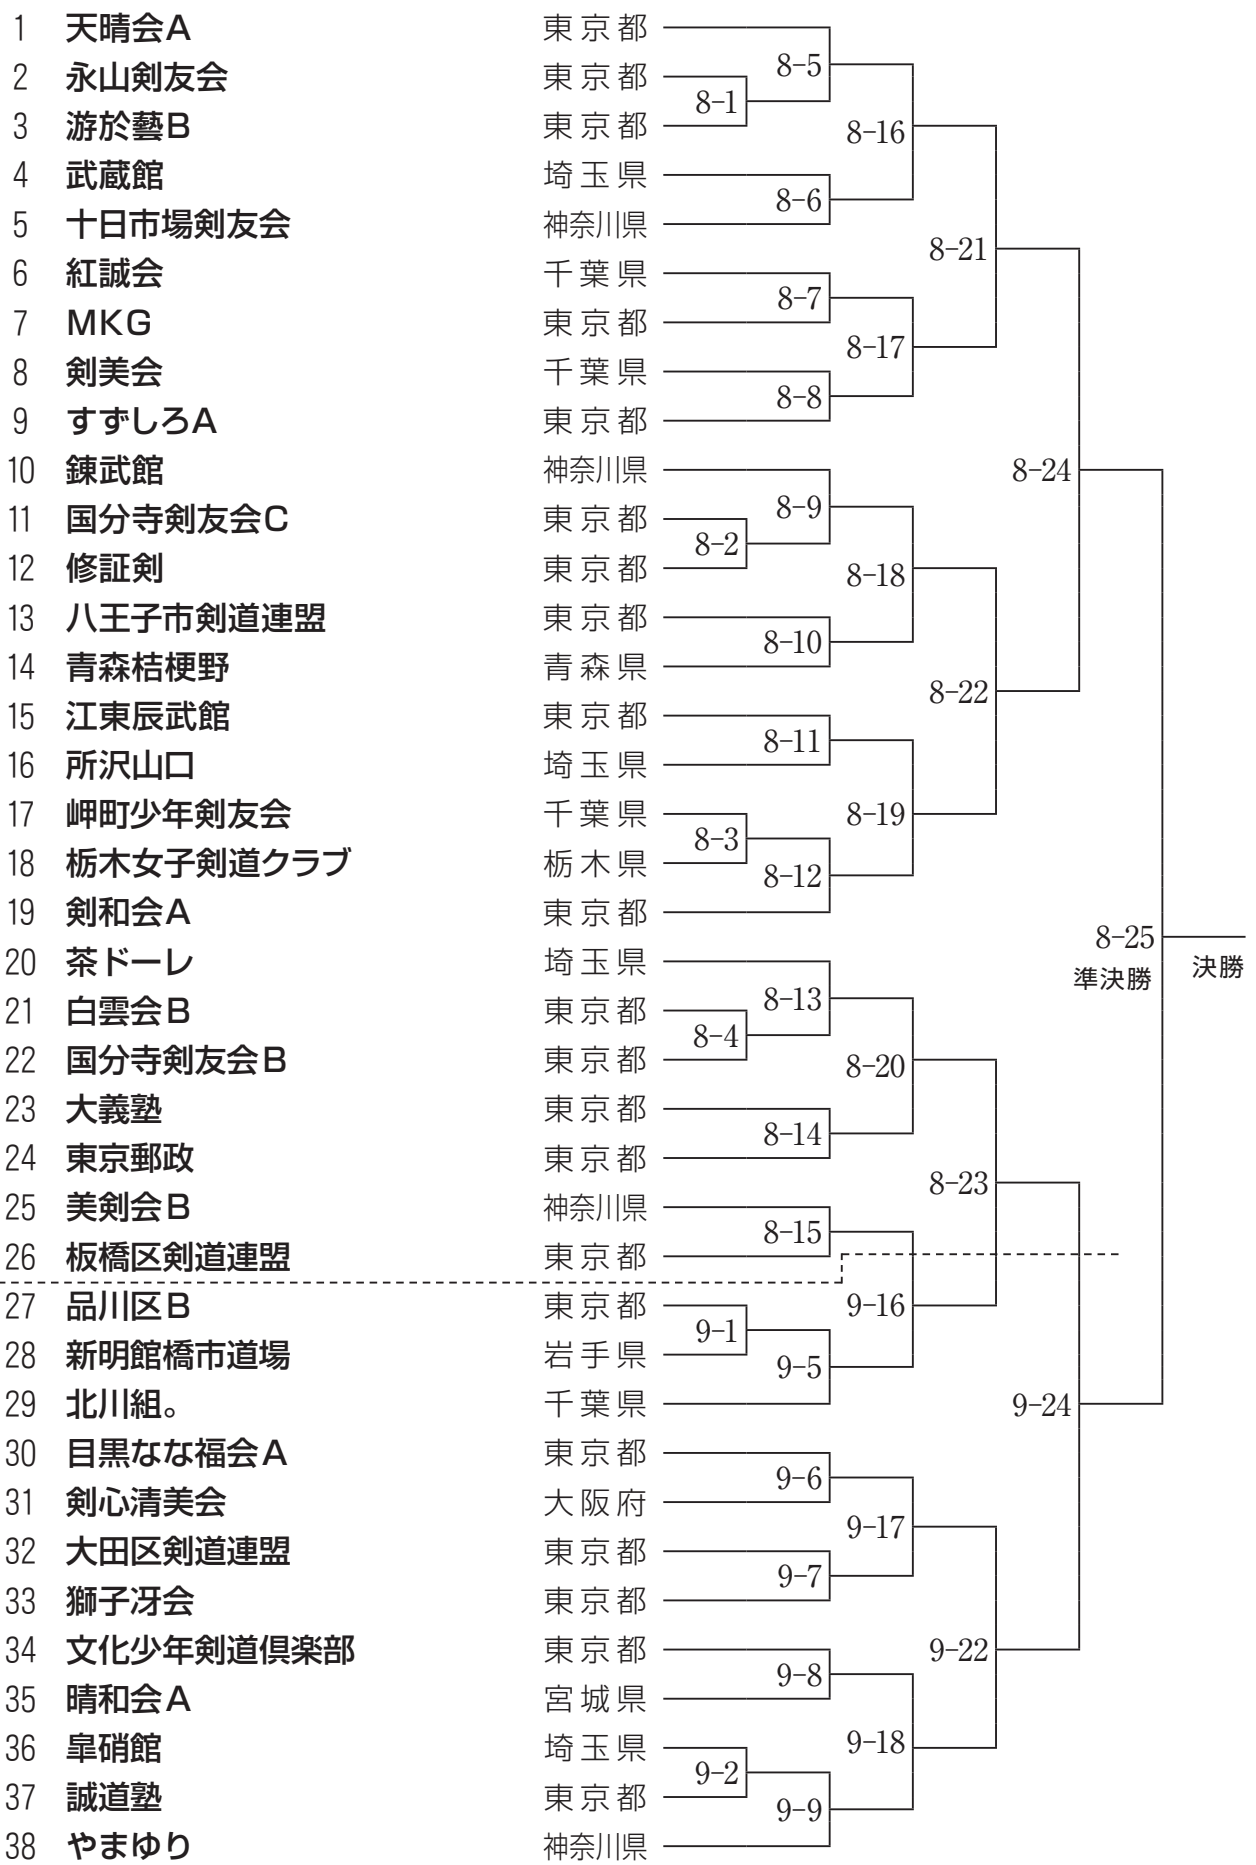 1 天晴会A 東京都
2 永山剣友会 東京都
3 游於藝B 東京都
4 武蔵館 埼玉県
5 十日市場剣友会 神奈川県
6 紅誠会 千葉県
7 MKG 東京都
8 剣美会 千葉県
9 すずしろA 東京都
10 錬武館 神奈川県
11 国分寺剣友会C 東京都
12 修証剣 東京都
13 八王子市剣道連盟 東京都
14 青森桔梗野 青森県
15 江東辰武館 東京都
16 所沢山口 埼玉県
17 岬町少年剣友会 千葉県
18 栃木女子剣道クラブ 栃木県
19 剣和会A 東京都
20 茶ドーレ 埼玉県
21 白雲会B 東京都
22 国分寺剣友会B 東京都
23 大義塾 東京都
24 東京郵政 東京都
25 美剣会B 神奈川県
26 板橋区剣道連盟 東京都
27 品川区B 東京都
28 新明館橋市道場 岩手県
29 北川組。 千葉県
30 目黒なな福会A 東京都
31 剣心清美会 大阪府
32 大田区剣道連盟 東京都
33 獅子冴会 東京都
34 文化少年剣道倶楽部 東京都
35 晴和会A 宮城県
36 皐硝館 埼玉県
37 誠道塾 東京都
38 やまゆり 神奈川県
8-1
8-2
8-3
8-4
9-1
9-2
8-5
8-6
8-7
8-8
8-9
8-10
8-11
8-12
8-13
8-14
8-15
9-5
9-6
9-7
9-8
9-9
8-16
8-17
8-18
8-19
8-20
9-16
9-17
9-18
8-21
8-22
8-23
9-22
8-24
9-24
8-25
準決勝
決勝